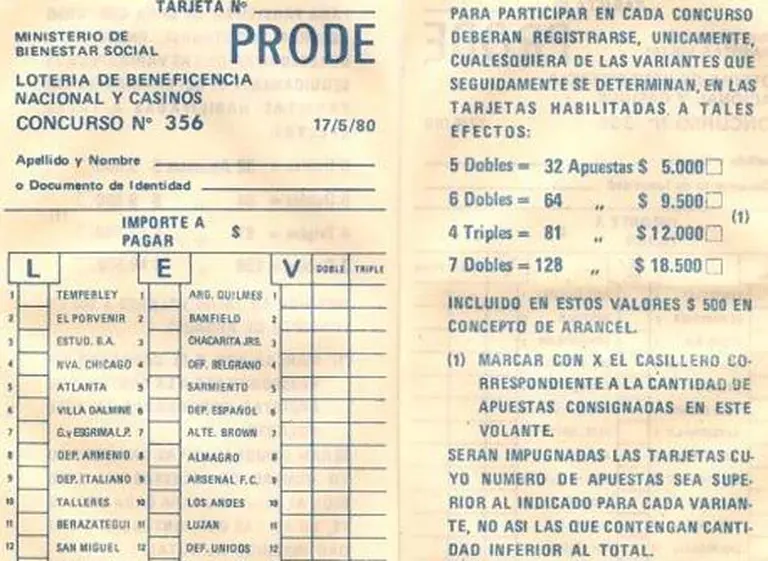 TARJETA Nº
MINISTERIO DE
BIENESTAR SOCIAL
PRODE
LOTERIA DE BENEFICENCIA
NACIONAL Y CASINOS
CONCURSO Nº 356 17/5/80
Apellido y Nombre
o Documento de Identidad
IMPORTE A
PAGAR $
L E V DOBLE TRIPLE
1 TEMPERLEY 1 ARG. QUILMES 1
2 EL PORVENIR 2 BANFIELD 2
3 ESTUD. B.A. 3 CHACARITA JRS. 3
4 NVA. CHICAGO 4 DEF. BELGRANO 4
5 ATLANTA 5 SARMIENTO 5
6 VILLA DALMINE 6 DEP. ESPAÑOL 6
7 G.y ESGRIMA L.P. 7 ALTE. BROWN 7
8 DEP. ARMENIO 8 ALMAGRO 8
9 DEP. ITALIANO 9 ARSENAL F.C. 9
10 TALLERES 10 LOS ANDES 10
11 BERAZATEGUI 11 LUJAN 11
12 SAN MIGUEL 12 DEF. UNIDOS 12
PARA PARTICIPAR EN CADA CONCURSO
DEBERAN REGISTRARSE, UNICAMENTE,
CUALESQUIERA DE LAS VARIANTES QUE
SEGUIDAMENTE SE DETERMINAN, EN LAS
TARJETAS HABILITADAS A TALES
EFECTOS:
5 Dobles = 32 Apuestas $ 5.000
6 Dobles = 64 „ $ 9.500
(1)
4 Triples = 81 „ $ 12.000
7 Dobles = 128 „ $ 18.500
INCLUIDO EN ESTOS VALORES $ 500 EN
CONCEPTO DE ARANCEL.
(1) MARCAR CON X EL CASILLERO CO-
RRESPONDIENTE A LA CANTIDAD DE
APUESTAS CONSIGNADAS EN ESTE
VOLANTE.
SERAN IMPUGNADAS LAS TARJETAS CU-
YO NUMERO DE APUESTAS SEA SUPE-
RIOR AL INDICADO PARA CADA VARIAN-
TE, NO ASI LAS QUE CONTENGAN CANTI-
DAD INFERIOR AL TOTAL.